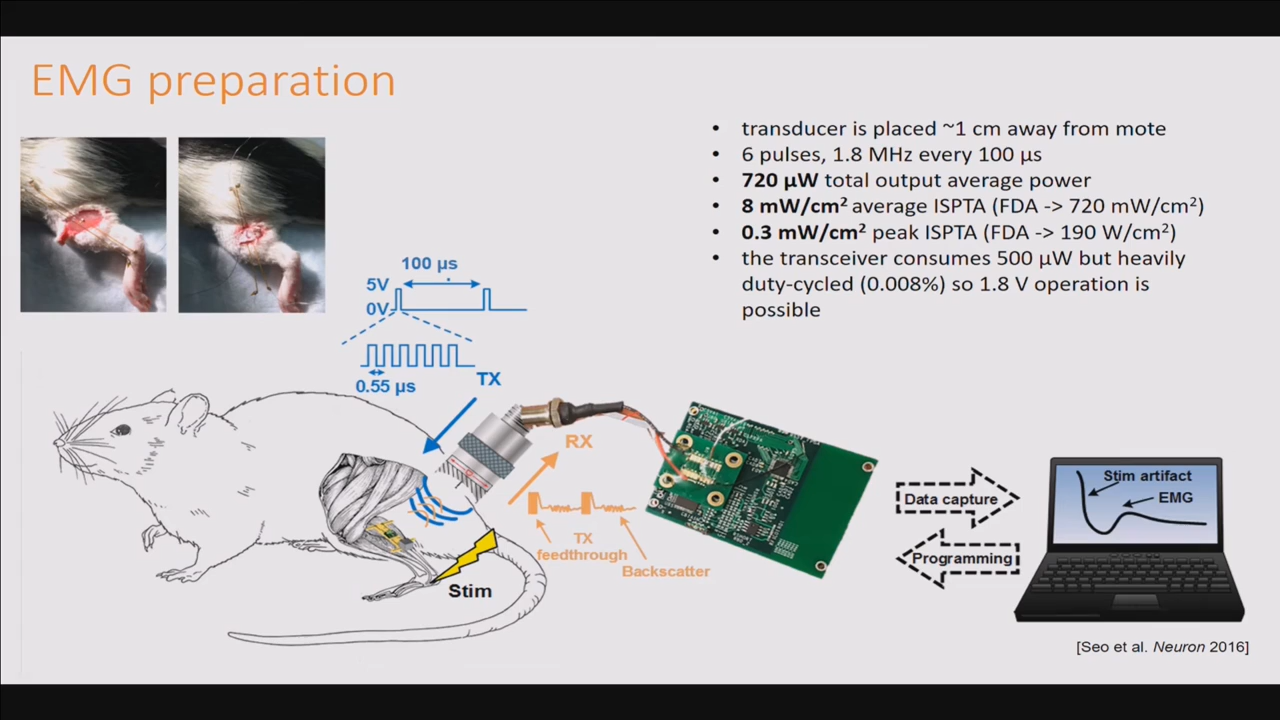 EMG preparation
• transducer is placed ~1 cm away from mote
• 6 pulses, 1.8 MHz every 100 µs
• 720 µW total output average power
• 8 mW/cm² average ISPTA (FDA -> 720 mW/cm²)
• 0.3 mW/cm² peak ISPTA (FDA -> 190 W/cm²)
• the transceiver consumes 500 µW but heavily
duty-cycled (0.008%) so 1.8 V operation is
possible
100 µs
5V
0V
0.55 µs
TX
RX
TX
feedthrough
Backscatter
Stim
Data capture
Programming
Stim artifact
EMG
[Seo et al. Neuron 2016]